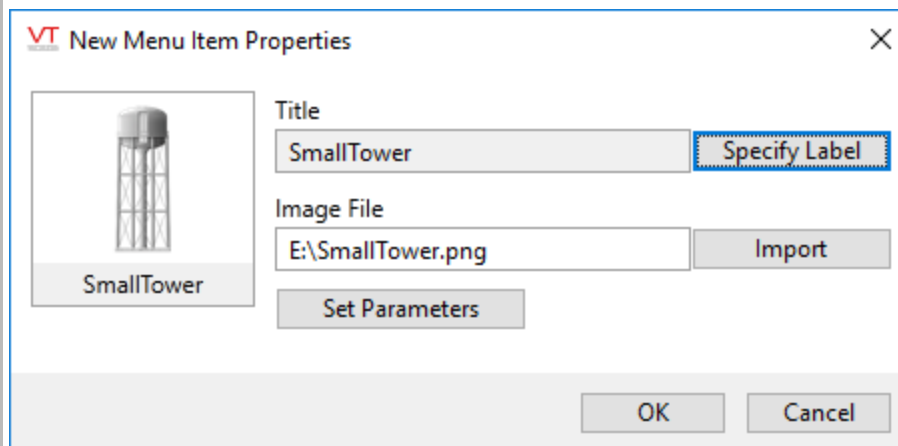 VT New Menu Item Properties
Title
SmallTower
Specify Label
Image File
E:\SmallTower.png
Import
SmallTower
Set Parameters
OK
Cancel